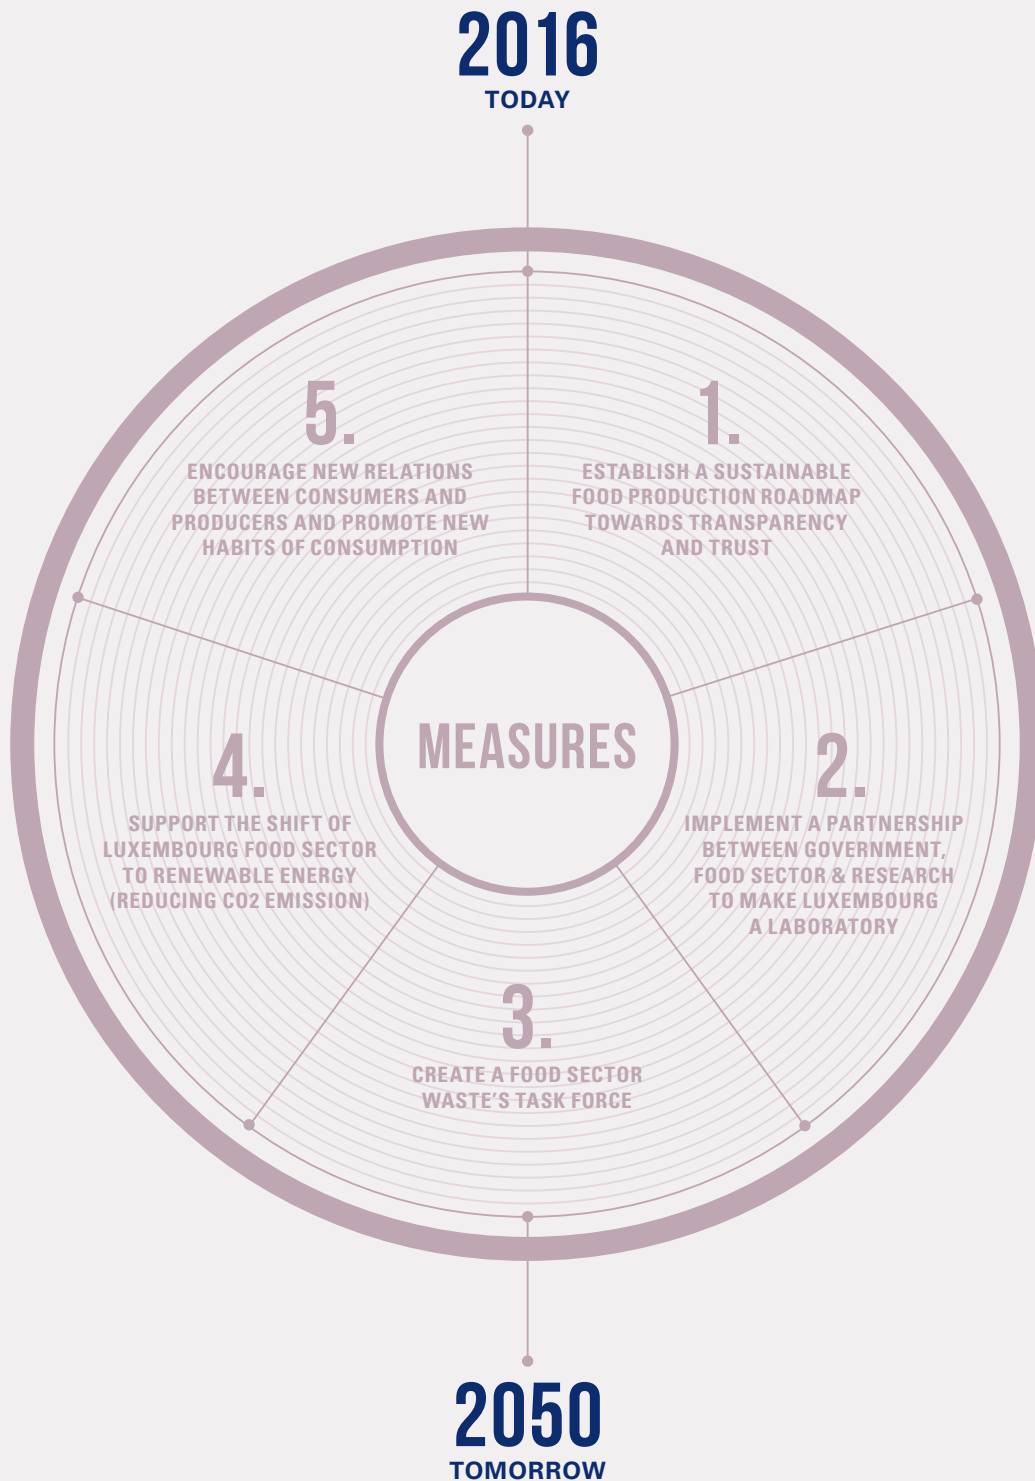 2016
TODAY
5.
ENCOURAGE NEW RELATIONS
BETWEEN CONSUMERS AND
PRODUCERS AND PROMOTE NEW
HABITS OF CONSUMPTION
1.
ESTABLISH A SUSTAINABLE
FOOD PRODUCTION ROADMAP
TOWARDS TRANSPARENCY
AND TRUST
MEASURES
4.
SUPPORT THE SHIFT OF
LUXEMBOURG FOOD SECTOR
TO RENEWABLE ENERGY
(REDUCING CO2 EMISSION)
2.
IMPLEMENT A PARTNERSHIP
BETWEEN GOVERNMENT,
FOOD SECTOR & RESEARCH
TO MAKE LUXEMBOURG
A LABORATORY
3.
CREATE A FOOD SECTOR
WASTE'S TASK FORCE
2050
TOMORROW